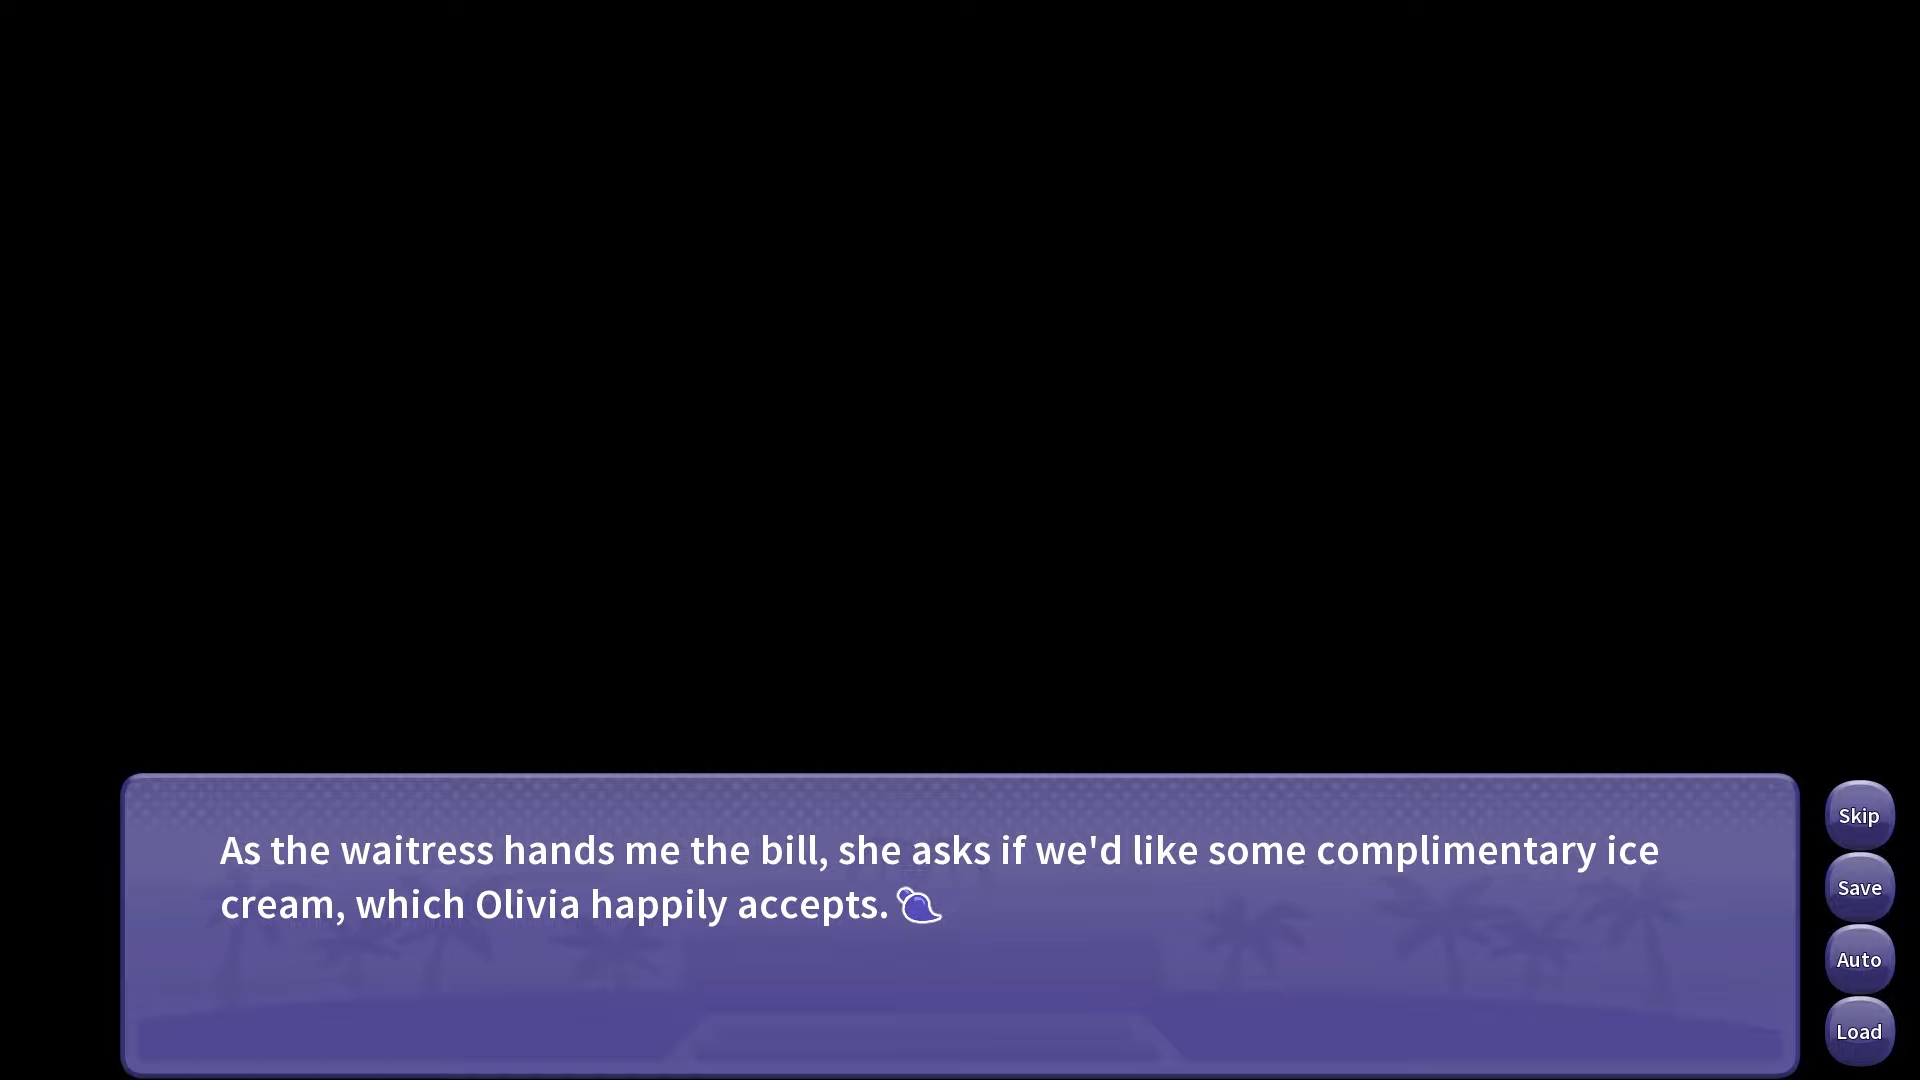 As the waitress hands me the bill, she asks if we'd like some complimentary ice
cream, which Olivia happily accepts.
Skip
Save
Auto
Load